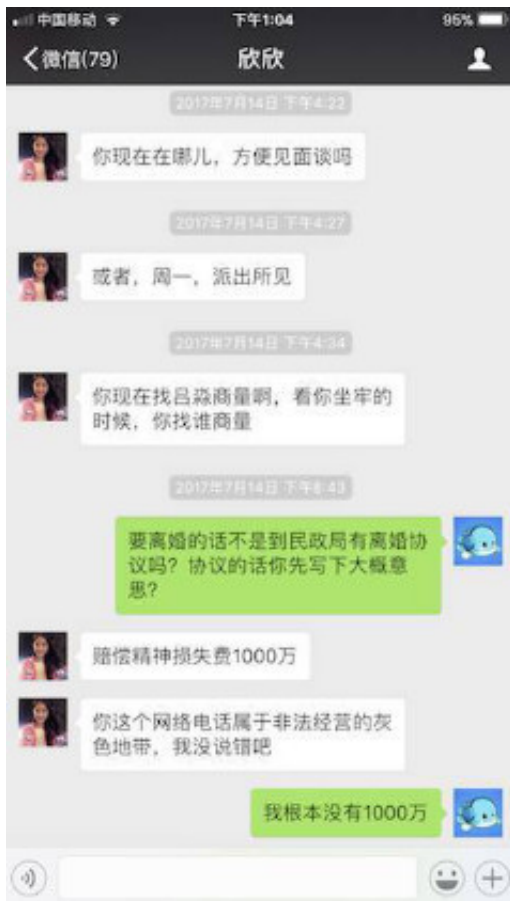 中国移动 下午1:04 95%
微信(79) 欣欣
2017年7月14日 下午4:22
你现在在哪儿，方便见面谈吗
2017年7月14日 下午4:27
或者，周一，派出所见
2017年7月14日 下午4:34
你现在找吕淼商量啊，看你坐牢的
时候，你找谁商量
2017年7月14日 下午6:43
要离婚的话不是到民政局有离婚协
议吗？协议的话你先写下大概意
思？
赔偿精神损失费1000万
你这个网络电话属于非法经营的灰
色地带，我没说错吧
我根本没有1000万